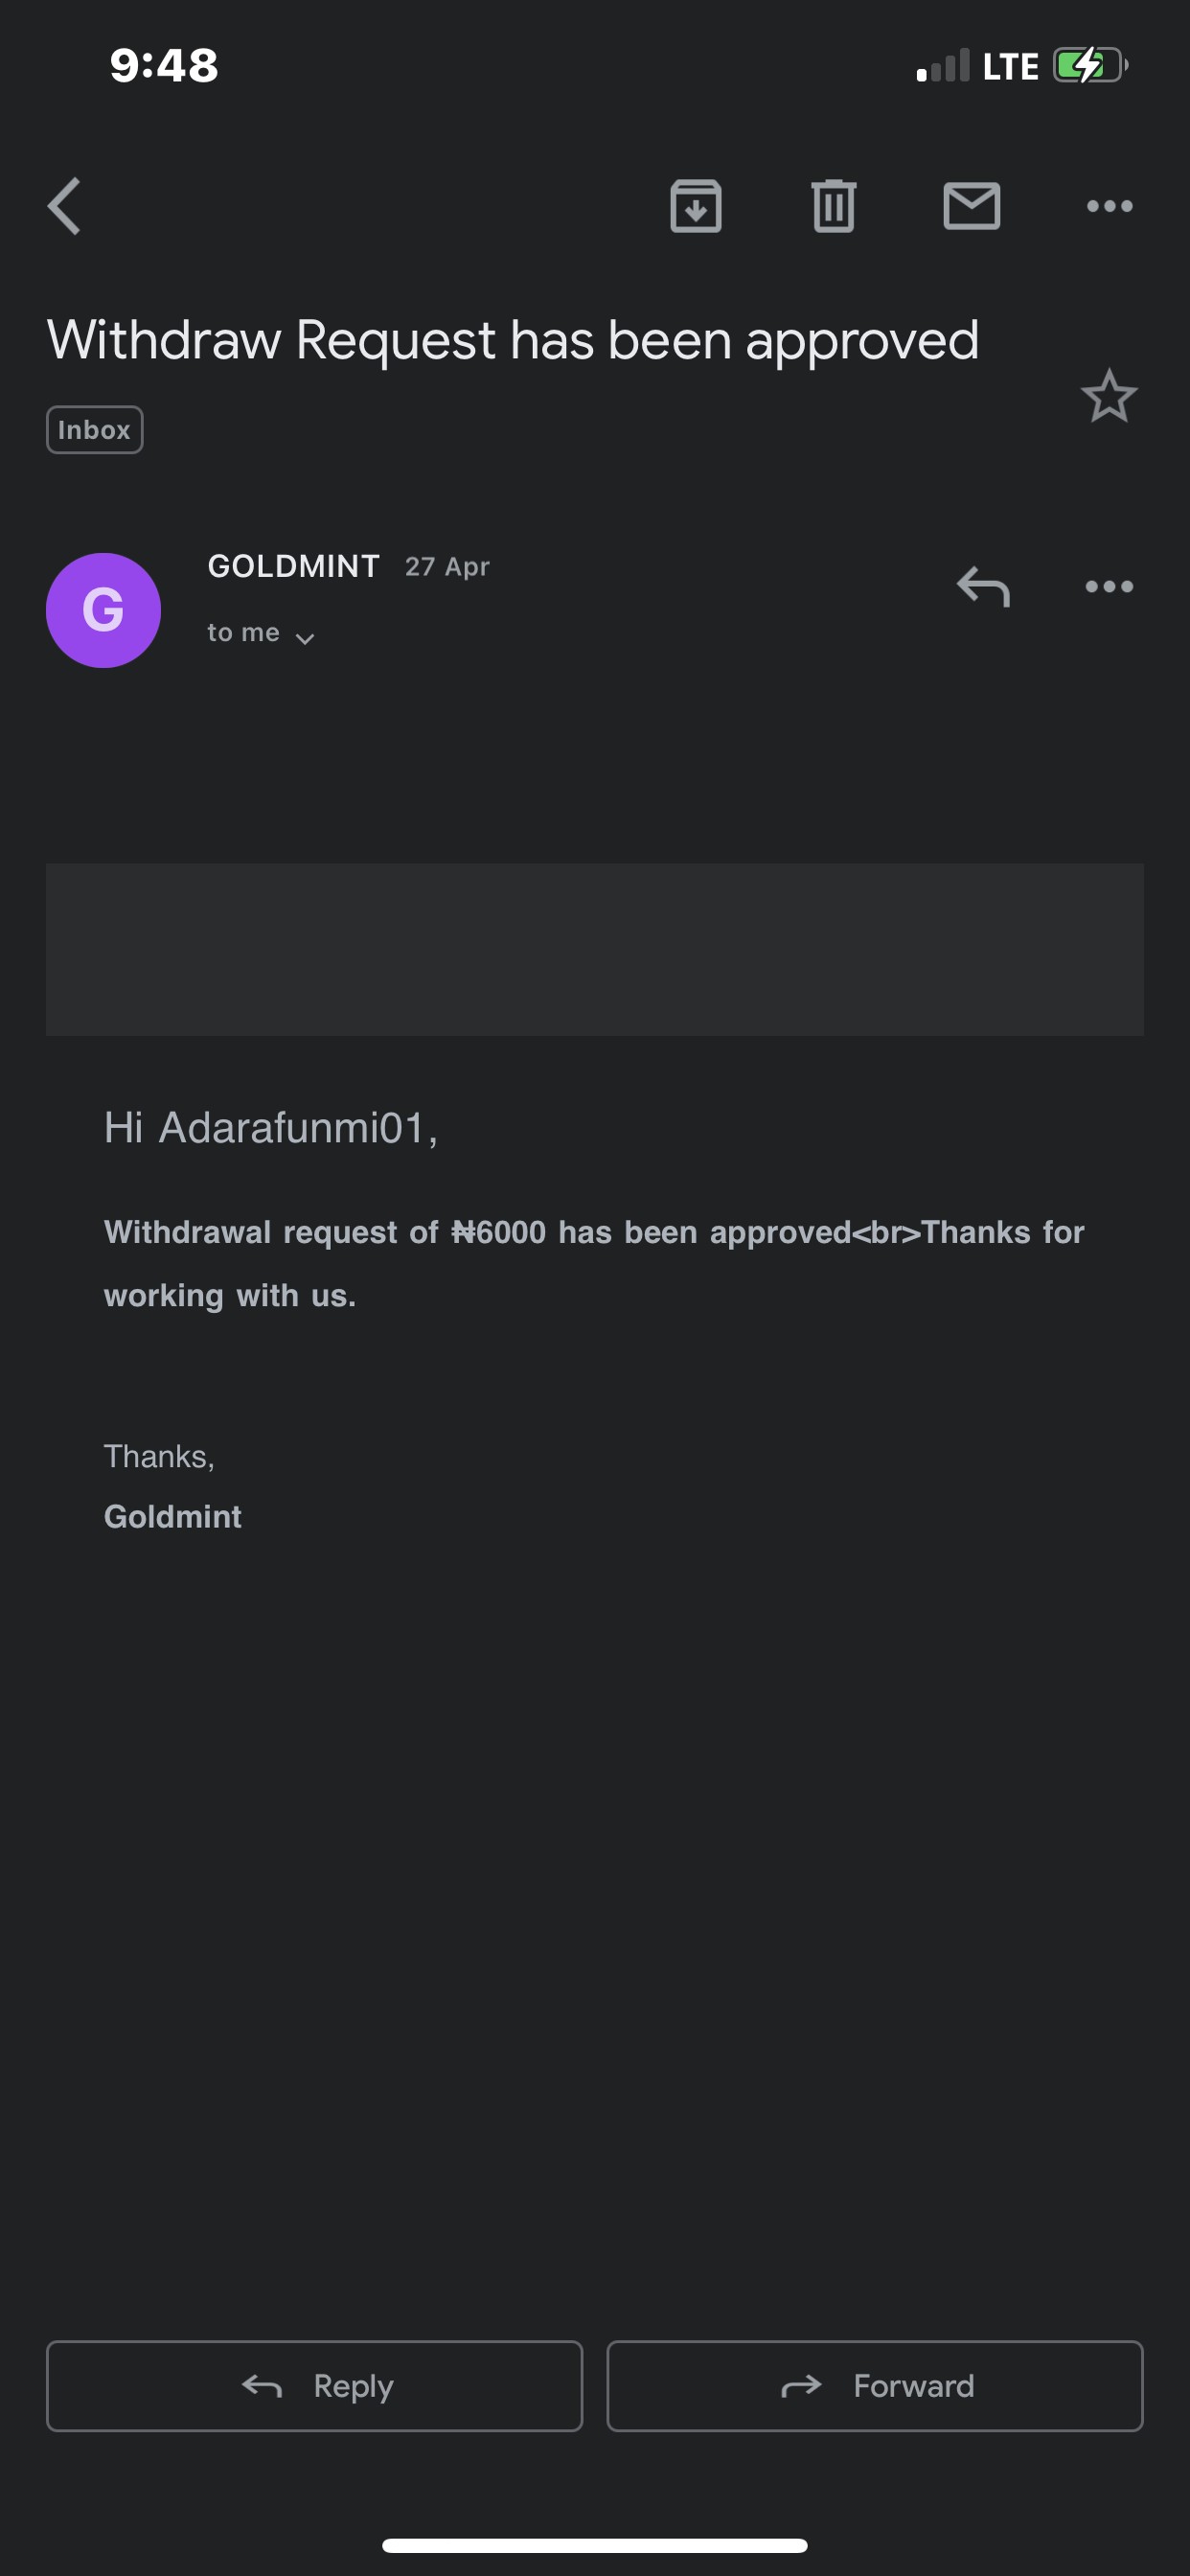 9:48 LTE
Withdraw Request has been approved
Inbox
G
GOLDMINT 27 Apr
to me
Hi Adarafunmi01,
Withdrawal request of ₦6000 has been approved<br>Thanks for
working with us.
Thanks,
Goldmint
Reply Forward